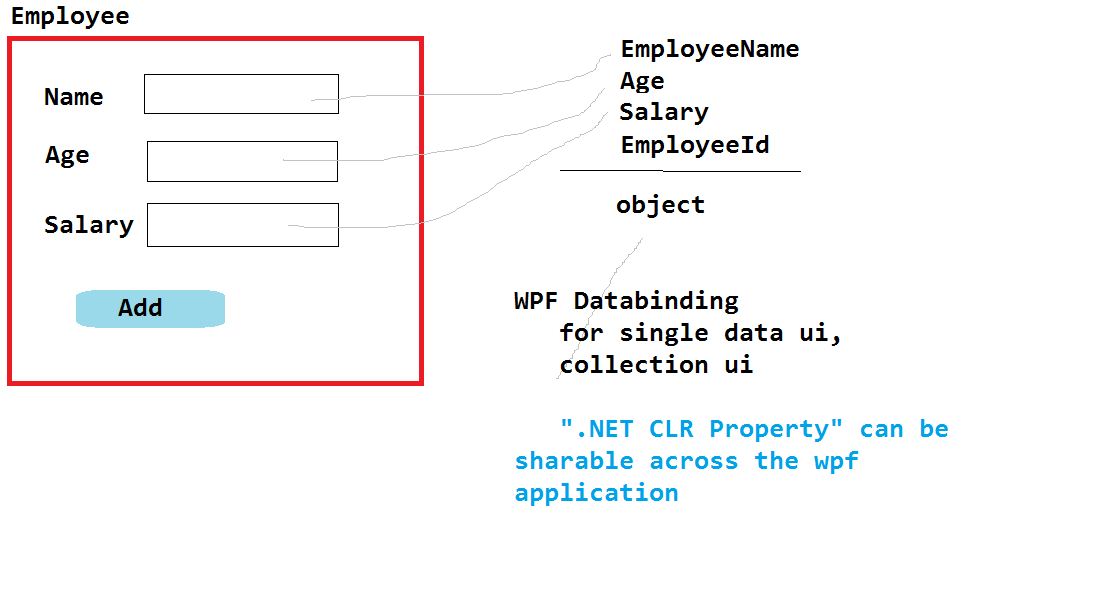 Employee
Name
Age
Salary
Add
EmployeeName
Age
Salary
EmployeeId
object
WPF Databinding
for single data ui,
collection ui
".NET CLR Property" can be
sharable across the wpf
application